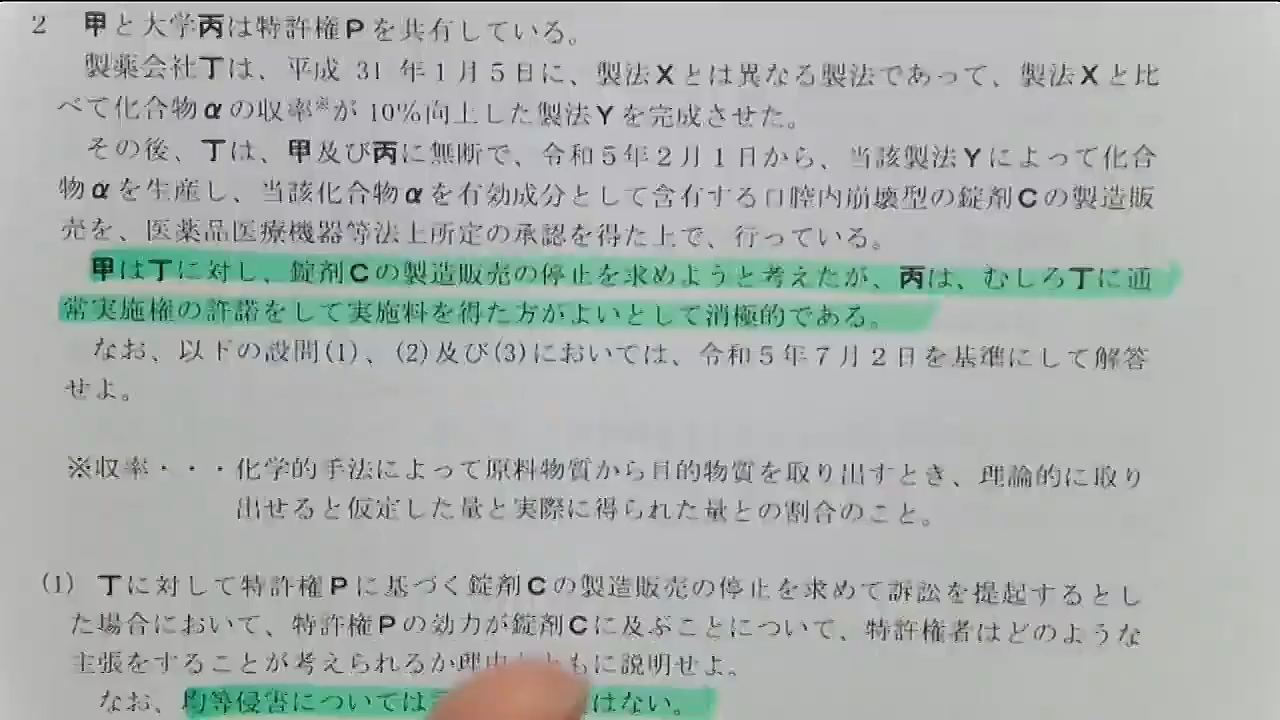 2 甲と大学丙は特許権Pを共有している。
製薬会社丁は、平成 31 年1月5日に、製法Xとは異なる製法であって、製法Xと比
べて化合物αの収率※が 10%向上した製法Yを完成させた。
その後、丁は、甲及び丙に無断で、令和5年2月1日から、当該製法Yによって化合
物αを生産し、当該化合物αを有効成分として含有する口腔内崩壊型の錠剤Cの製造販
売を、医薬品医療機器等法上所定の承認を得た上で、行っている。
甲は丁に対し、錠剤Cの製造販売の停止を求めようと考えたが、丙は、むしろ丁に通
常実施権の許諾をして実施料を得た方がよいとして消極的である。
なお、以下の設問(1)、(2)及び(3)においては、令和5年7月2日を基準にして解答
せよ。
※収率・・・化学的手法によって原料物質から目的物質を取り出すとき、理論的に取り
出せると仮定した量と実際に得られた量との割合のこと。
(1) 丁に対して特許権Pに基づく錠剤Cの製造販売の停止を求めて訴訟を提起するとし
た場合において、特許権Pの効力が錠剤Cに及ぶことについて、特許権者はどのような
主張をすることが考えられるか理由とともに説明せよ。
なお、均等侵害については はない。